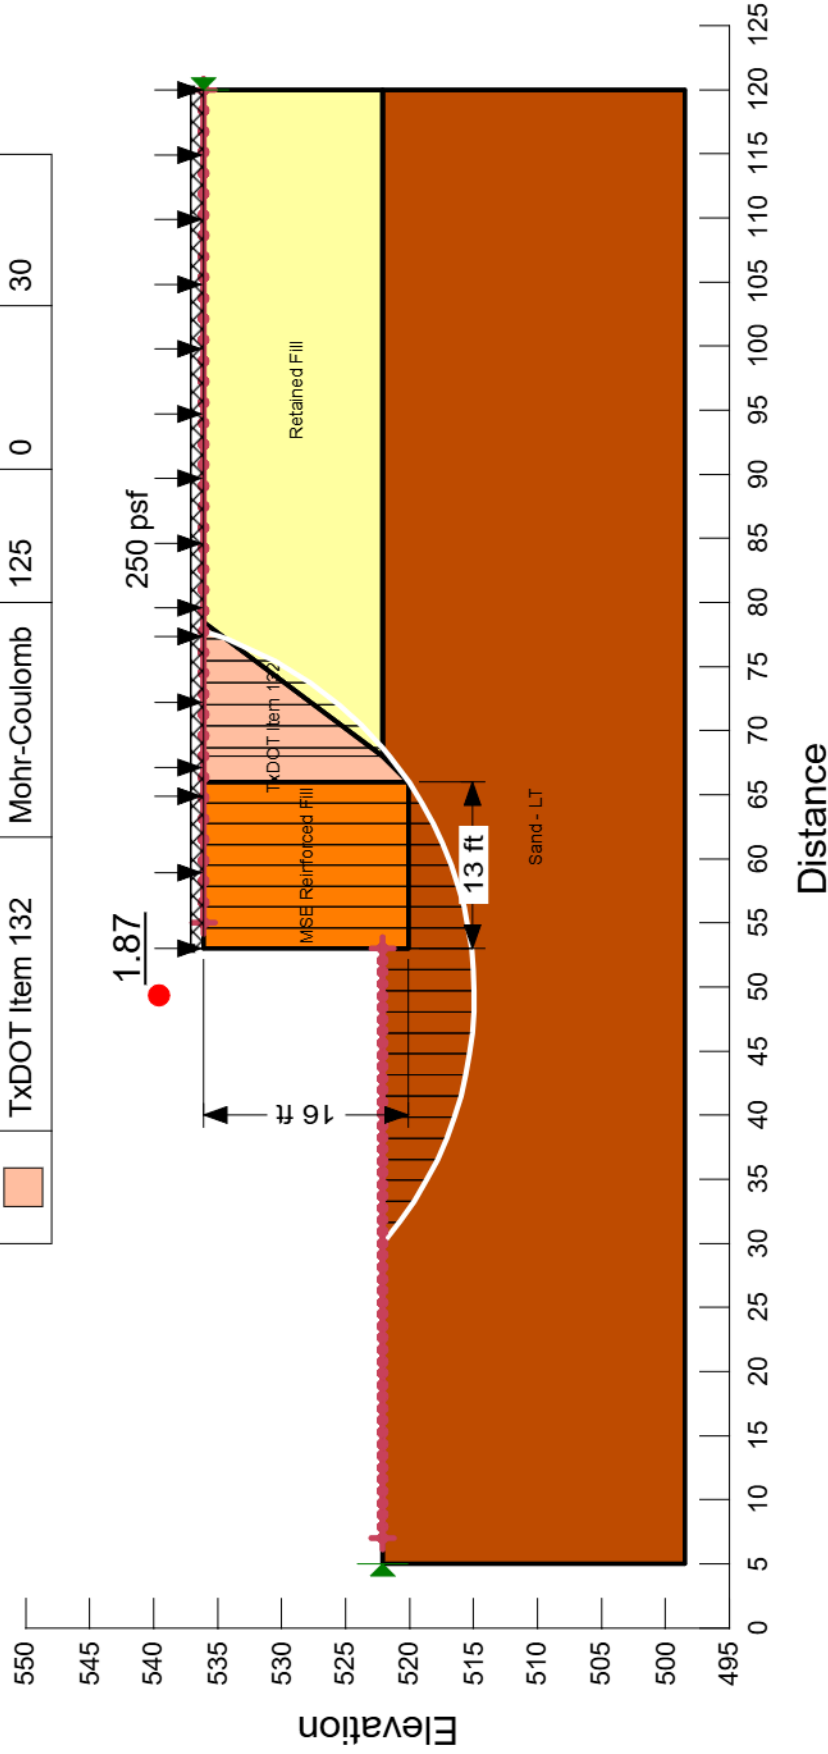 TxDOT Item 132 Mohr-Coulomb 125 0 30
1.87
250 psf
16 ft
MSE Reinforced Fill
TxDOT Item 132
Retained Fill
13 ft
Sand - LT
Elevation
550
545
540
535
530
525
520
515
510
505
500
495
0 5 10 15 20 25 30 35 40 45 50 55 60 65 70 75 80 85 90 95 100 105 110 115 120 125
Distance